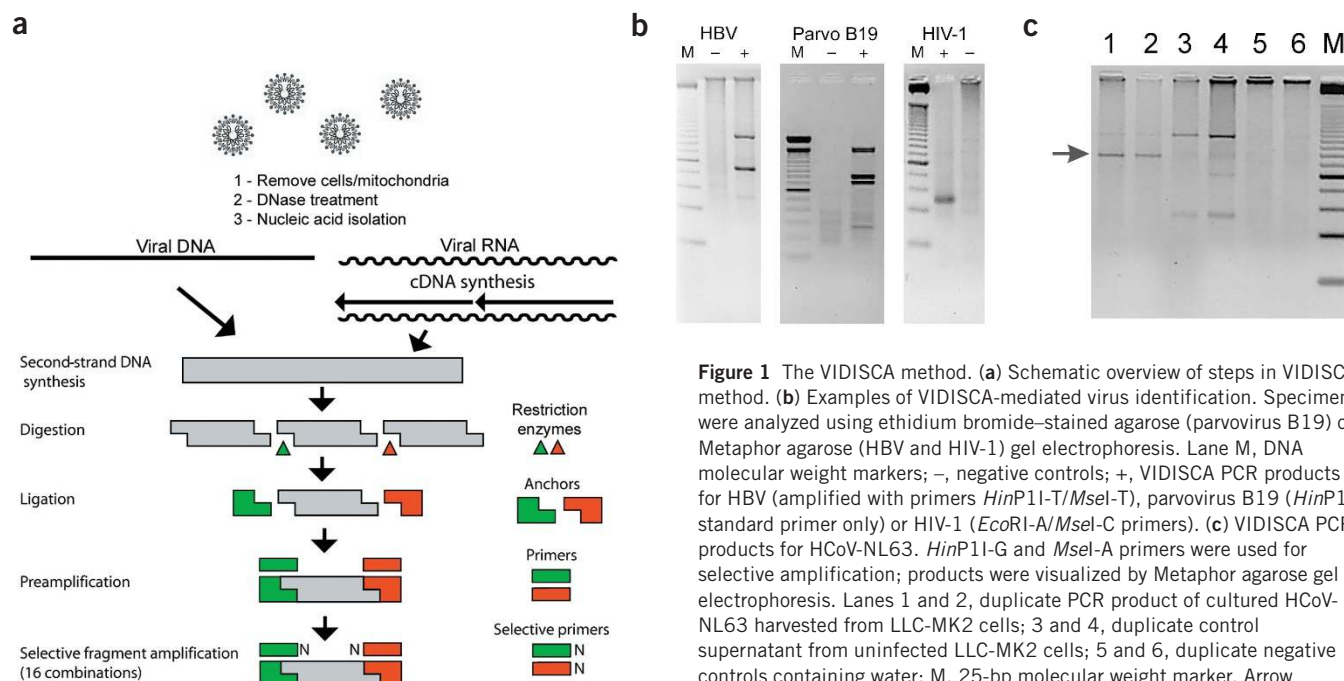 a
1 - Remove cells/mitochondria
2 - DNase treatment
3 - Nucleic acid isolation
Viral DNA
Viral RNA
cDNA synthesis
Second-strand DNA
synthesis
Digestion
Restriction
enzymes
Ligation
Anchors
Preamplification
Primers
Selective fragment amplification
(16 combinations)
N N
Selective primers
N
N
b
HBV
M – +
Parvo B19
M – +
HIV-1
M + –
c
1 2 3 4 5 6 M
Figure 1 The VIDISCA method. (a) Schematic overview of steps in VIDISC
method. (b) Examples of VIDISCA-mediated virus identification. Specimen
were analyzed using ethidium bromide–stained agarose (parvovirus B19) o
Metaphor agarose (HBV and HIV-1) gel electrophoresis. Lane M, DNA
molecular weight markers; –, negative controls; +, VIDISCA PCR products
for HBV (amplified with primers HinP1I-T/MseI-T), parvovirus B19 (HinP1
standard primer only) or HIV-1 (EcoRI-A/MseI-C primers). (c) VIDISCA PCR
products for HCoV-NL63. HinP1I-G and MseI-A primers were used for
selective amplification; products were visualized by Metaphor agarose gel
electrophoresis. Lanes 1 and 2, duplicate PCR product of cultured HCoV-
NL63 harvested from LLC-MK2 cells; 3 and 4, duplicate control
supernatant from uninfected LLC-MK2 cells; 5 and 6, duplicate negative
controls containing water; M, 25-bp molecular weight marker. Arrow